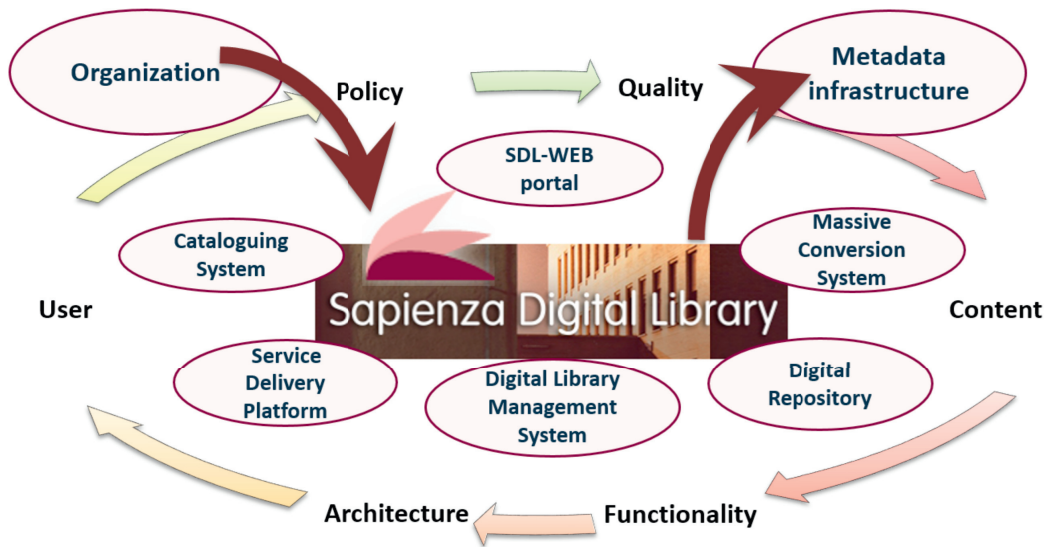 Organization
Policy
Quality
Metadata
infrastructure
SDL-WEB
portal
Cataloguing
System
Massive
Conversion
System
User
Sapienza Digital Library
Content
Service
Delivery
Platform
Digital Library
Management
System
Digital
Repository
Architecture
Functionality